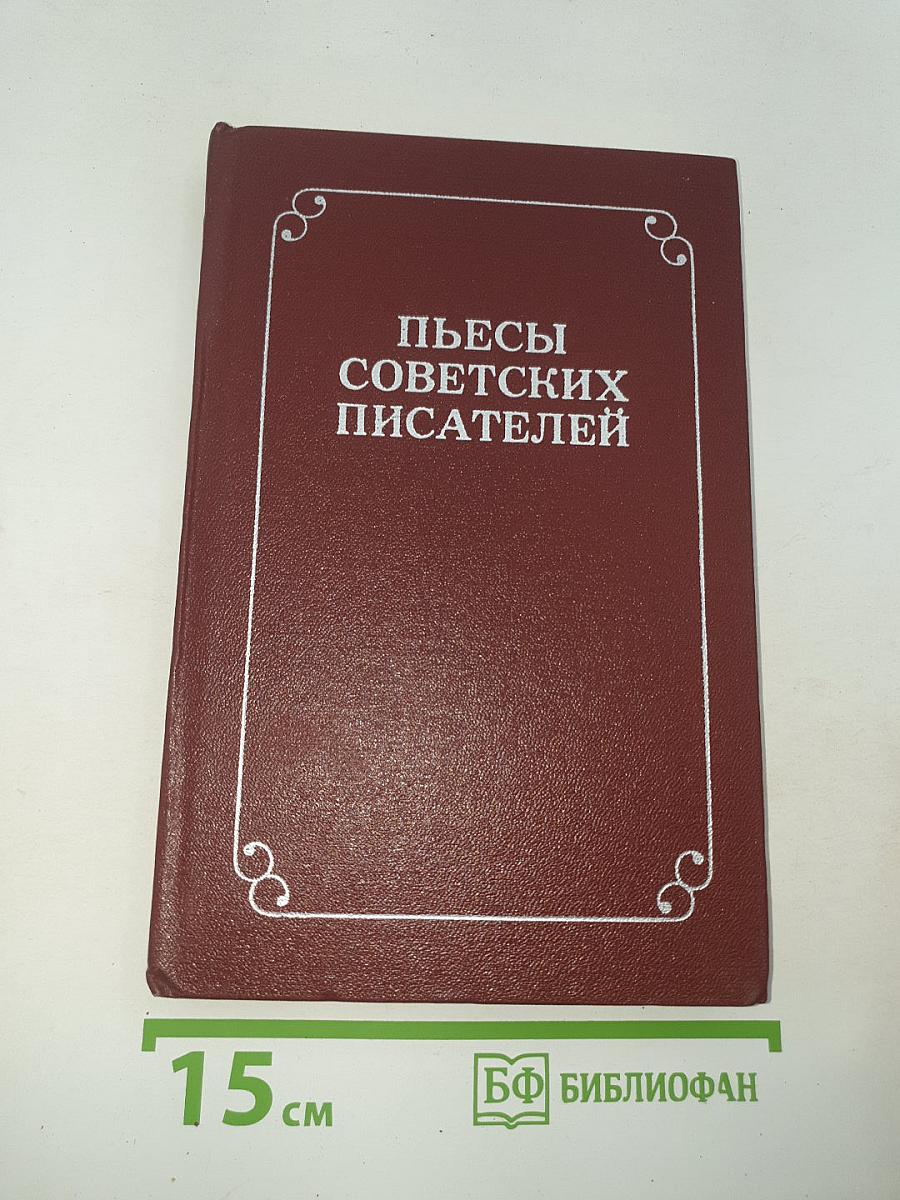 ПЬЕСЫ
СОВЕТСКИХ
ПИСАТЕЛЕЙ
15 см
БФ БИБЛИОФАН